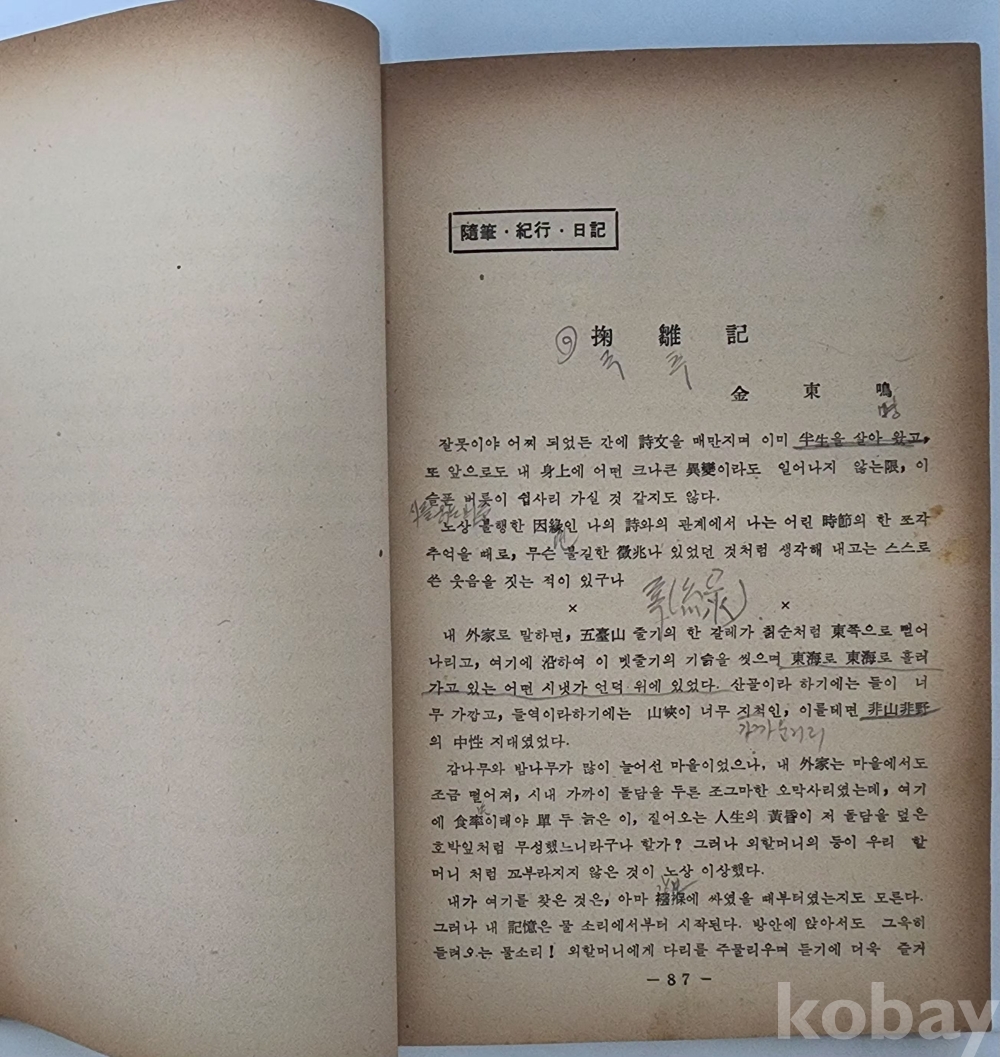 隨筆·紀行·日記
掬雛記
국 추
金東鳴
명
잘못이야 어찌 되었든 간에 詩文을 매만지며 이미 半生을 살아 왔고,
또 앞으로도 내 身上에 어떤 크나큰 異變이라도 일어나지 않는限, 이
슬픈 버릇이 쉽사리 가실 것 같지도 않다.
노상 불행한 因緣인 나의 詩와의 관계에서 나는 어린 時節의 한 쪼각
추억을 때로, 무슨 불길한 徵兆나 있었던 것처럼 생각해 내고는 스스로
쓴 웃음을 짓는 적이 있구나
× ×
내 外家로 말하면, 五臺山 줄기의 한 갈레가 칡순처럼 東쪽으로 뻗어
나리고, 여기에 沿하여 이 멧줄기의 기슭을 씻으며 東海로 東海로 흘러
가고 있는 어떤 시냇가 언덕 위에 있었다. 산골이라 하기에는 들이 너
무 가깝고, 들역이라하기에는 山峽이 너무 지척인, 이를테면 非山非野
의 中性 지대였었다.
감나무와 밤나무가 많이 늘어선 마을이었으나, 내 外家는 마을에서도
조금 떨어져, 시내 가까이 돌담을 두른 조그마한 오막사리였는데, 여기
에 食率이래야 單 두 늙은 이, 짙어오는 人生의 黃昏이 저 돌담을 덮은
호박잎처럼 무성했느니라구나 할가? 그러나 외할머니의 등이 우리 할
머니 처럼 꼬부라지지 않은 것이 노상 이상했다.
내가 여기를 찾은 것은, 아마 襁褓에 싸였을 때부터였는지도 모른다.
그러나 내 記憶은 물 소리에서부터 시작된다. 방안에 앉아서도 그윽히
들려오는 물소리! 외할머니에게 다리를 주물리우며 듣기에 더욱 즐거
— 87 —
kobay